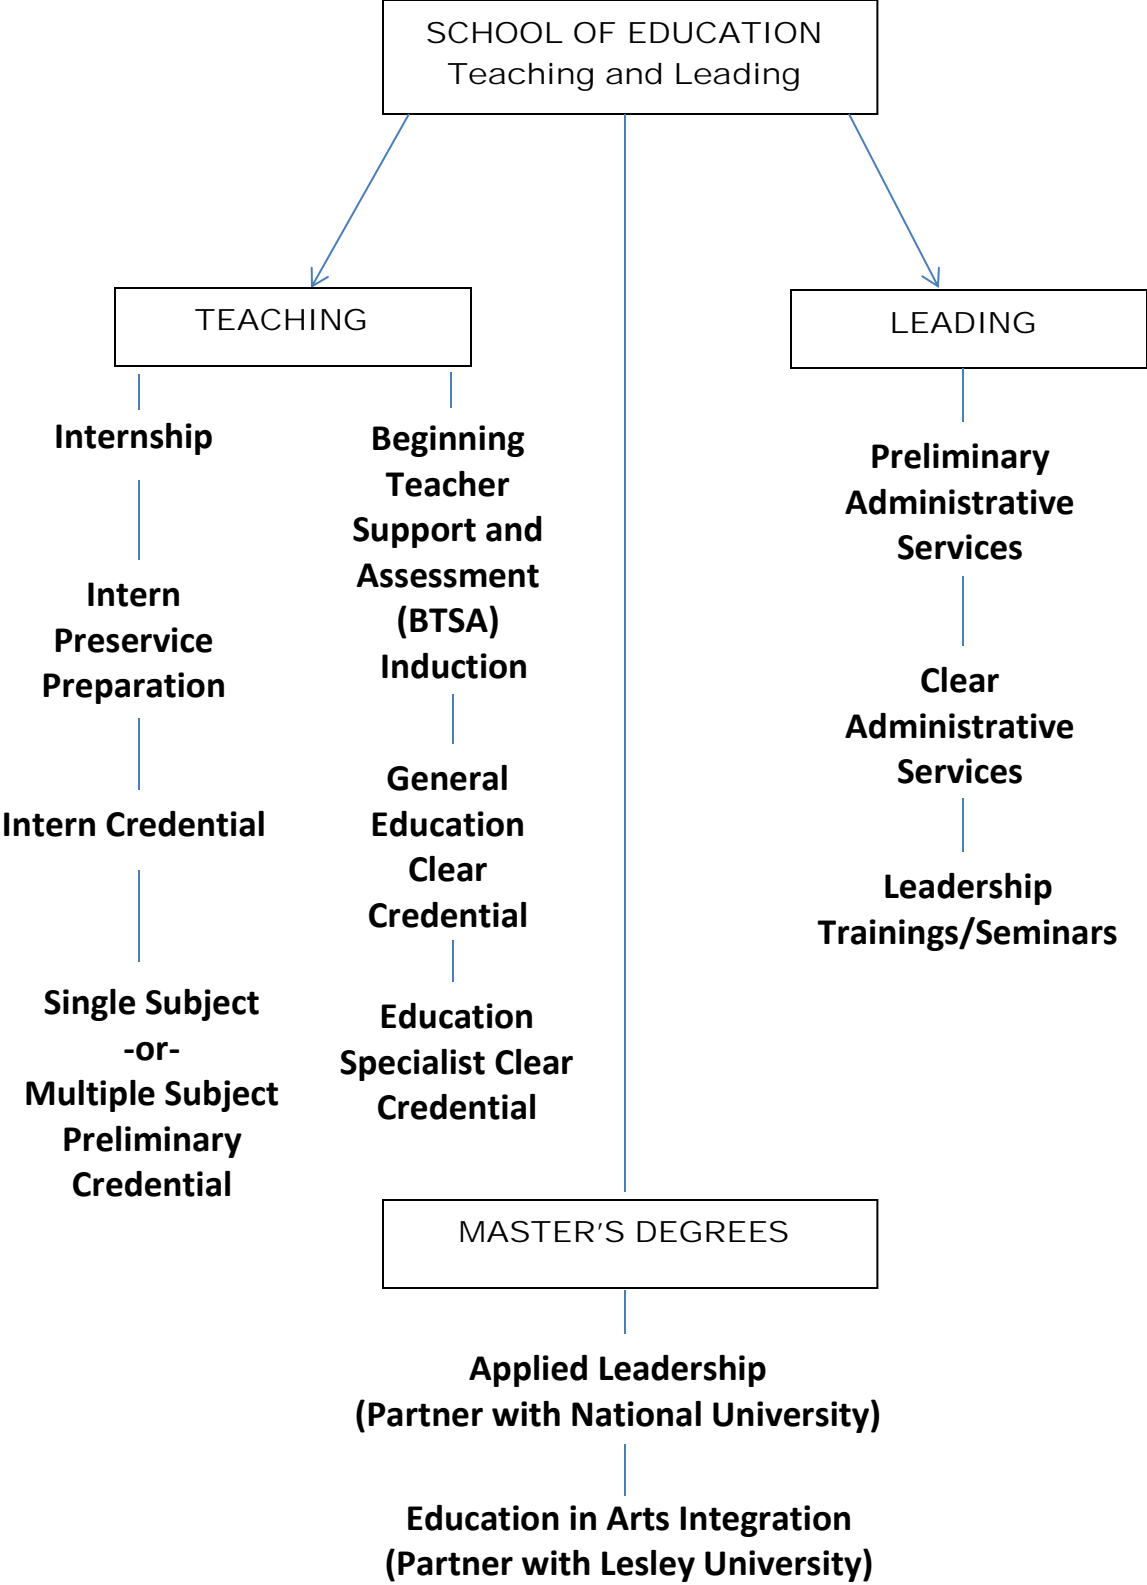 SCHOOL OF EDUCATION
Teaching and Leading
TEACHING
Internship
Intern
Preservice
Preparation
Intern Credential
Single Subject
-or-
Multiple Subject
Preliminary
Credential
Beginning
Teacher
Support and
Assessment
(BTSA)
Induction
General
Education
Clear
Credential
Education
Specialist Clear
Credential
LEADING
Preliminary
Administrative
Services
Clear
Administrative
Services
Leadership
Trainings/Seminars
MASTER'S DEGREES
Applied Leadership
(Partner with National University)
Education in Arts Integration
(Partner with Lesley University)